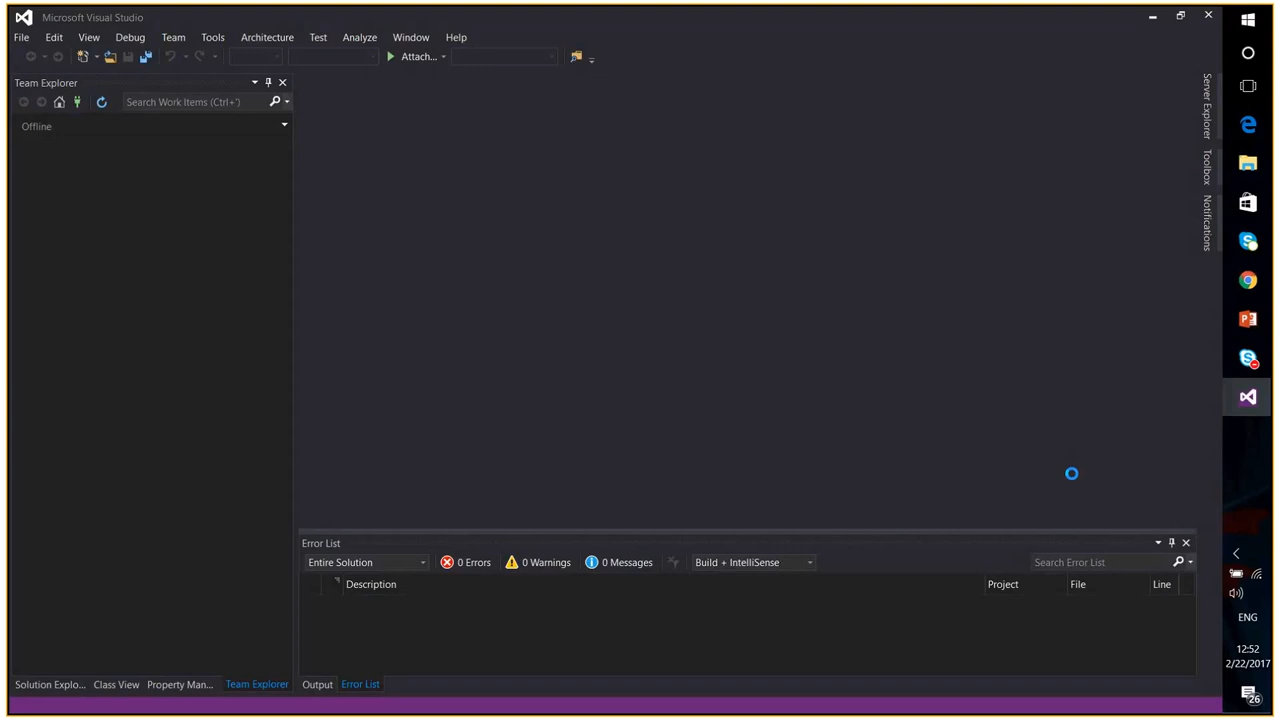 Microsoft Visual Studio
File Edit View Debug Team Tools Architecture Test Analyze Window Help
Attach...
Team Explorer
Search Work Items (Ctrl+')
Offline
Server Explorer
Toolbox
Notifications
Error List
Entire Solution 0 Errors 0 Warnings 0 Messages Build + IntelliSense Search Error List
Description Project File Line
Solution Explo... Class View Property Man... Team Explorer Output Error List
ENG
12:52
2/22/2017
26